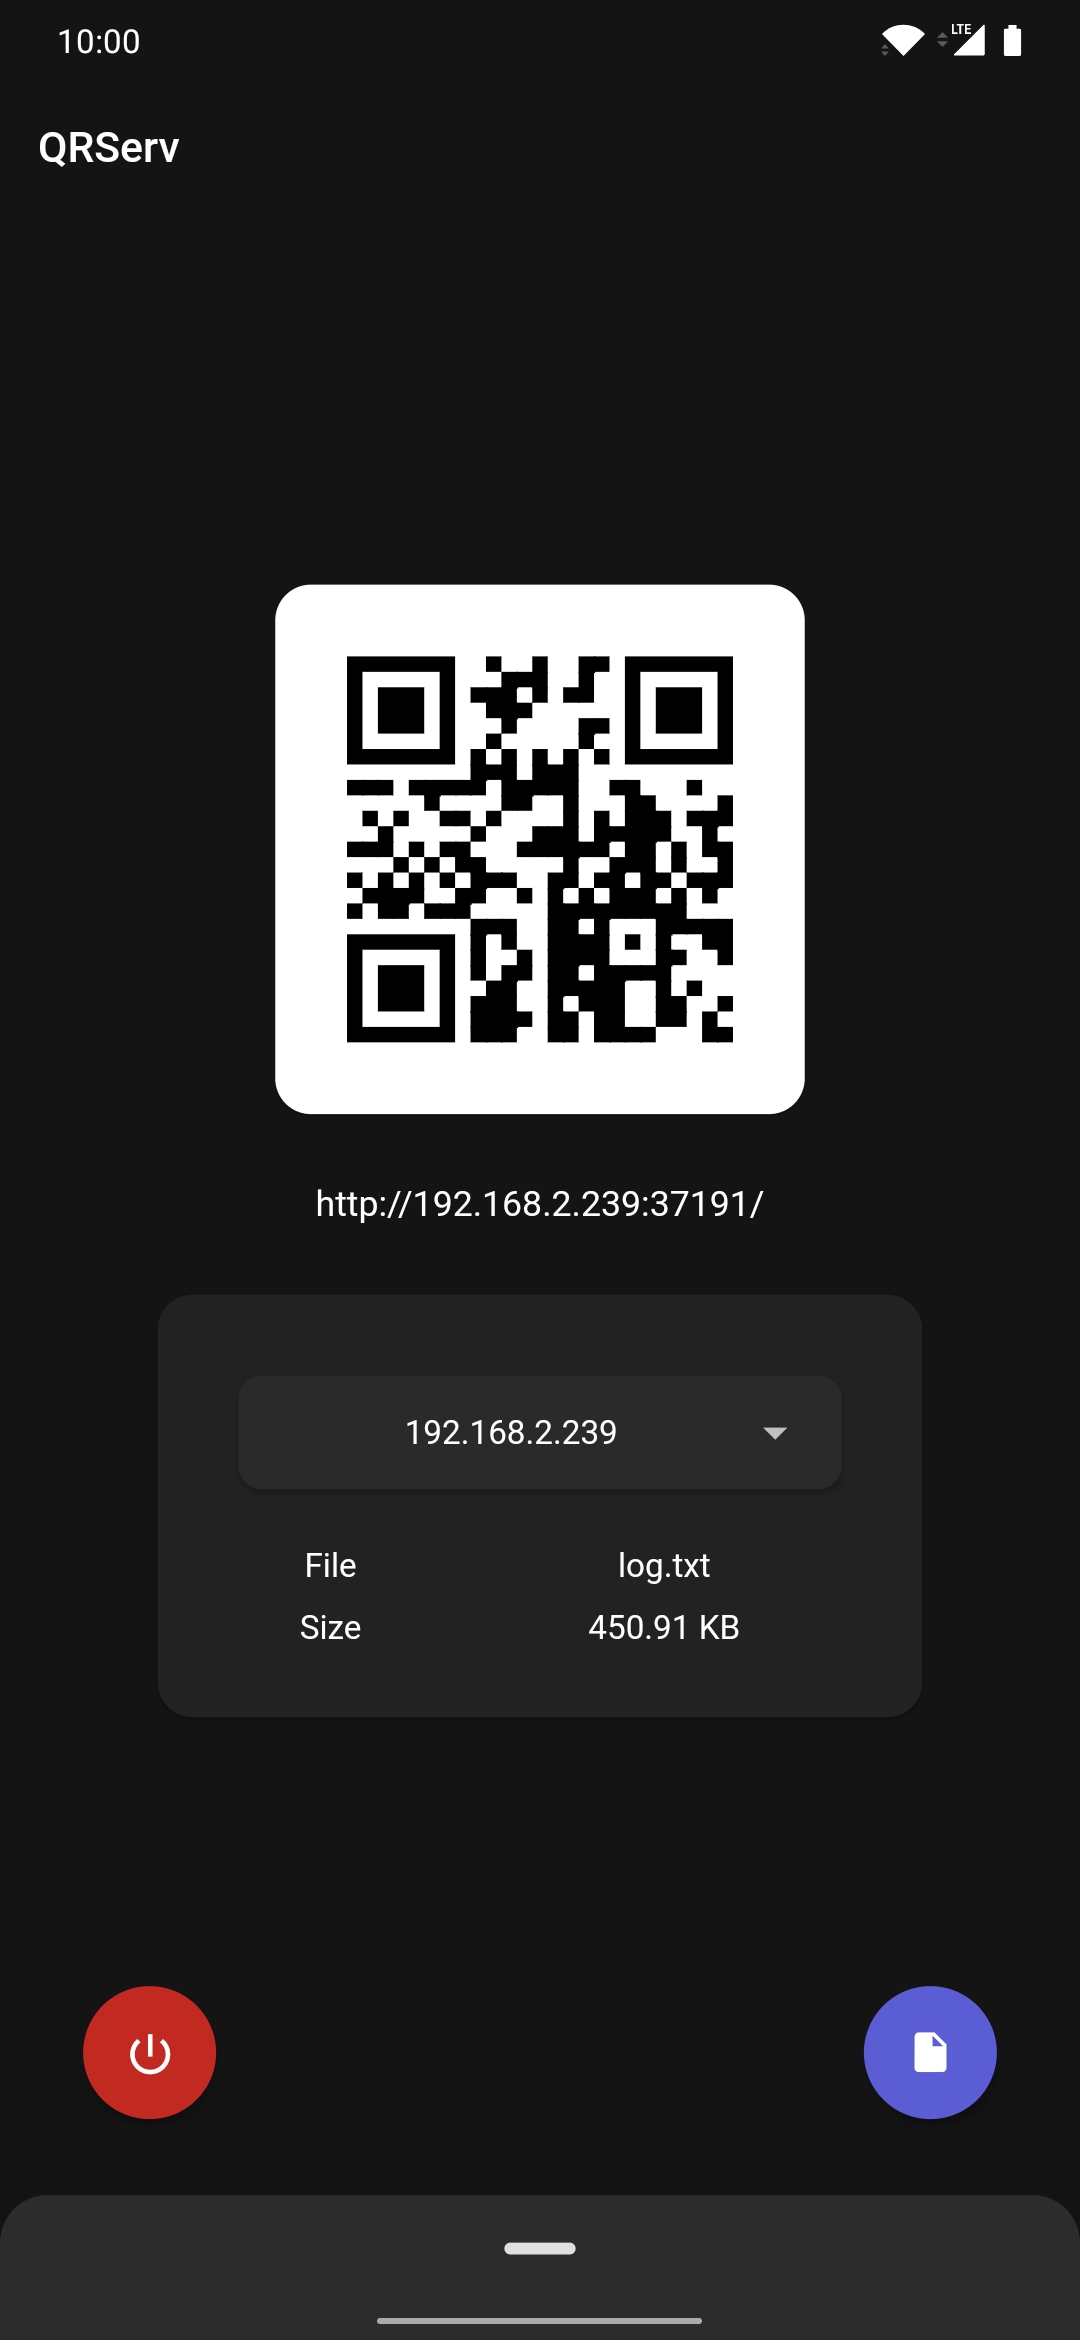 10:00
LTE
QRServ
http://192.168.2.239:37191/
192.168.2.239
File log.txt
Size 450.91 KB